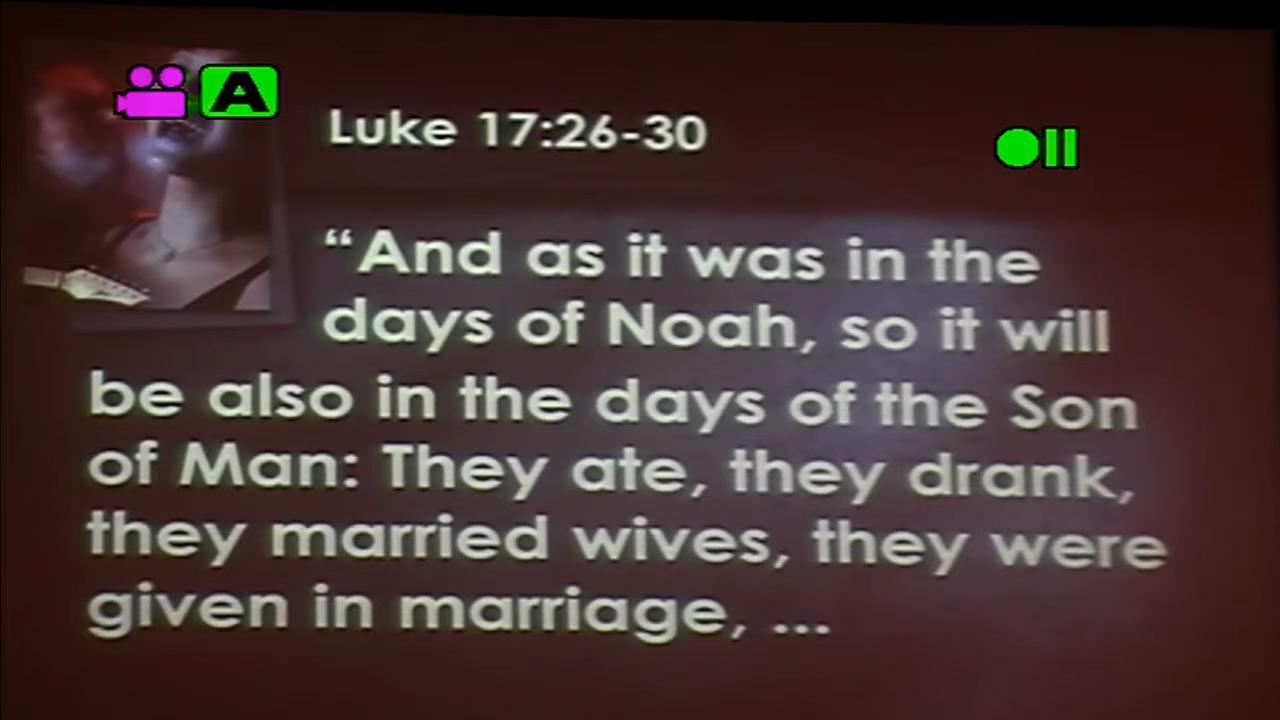 A
Luke 17:26-30
“And as it was in the
days of Noah, so it will
be also in the days of the Son
of Man: They ate, they drank,
they married wives, they were
given in marriage, ...